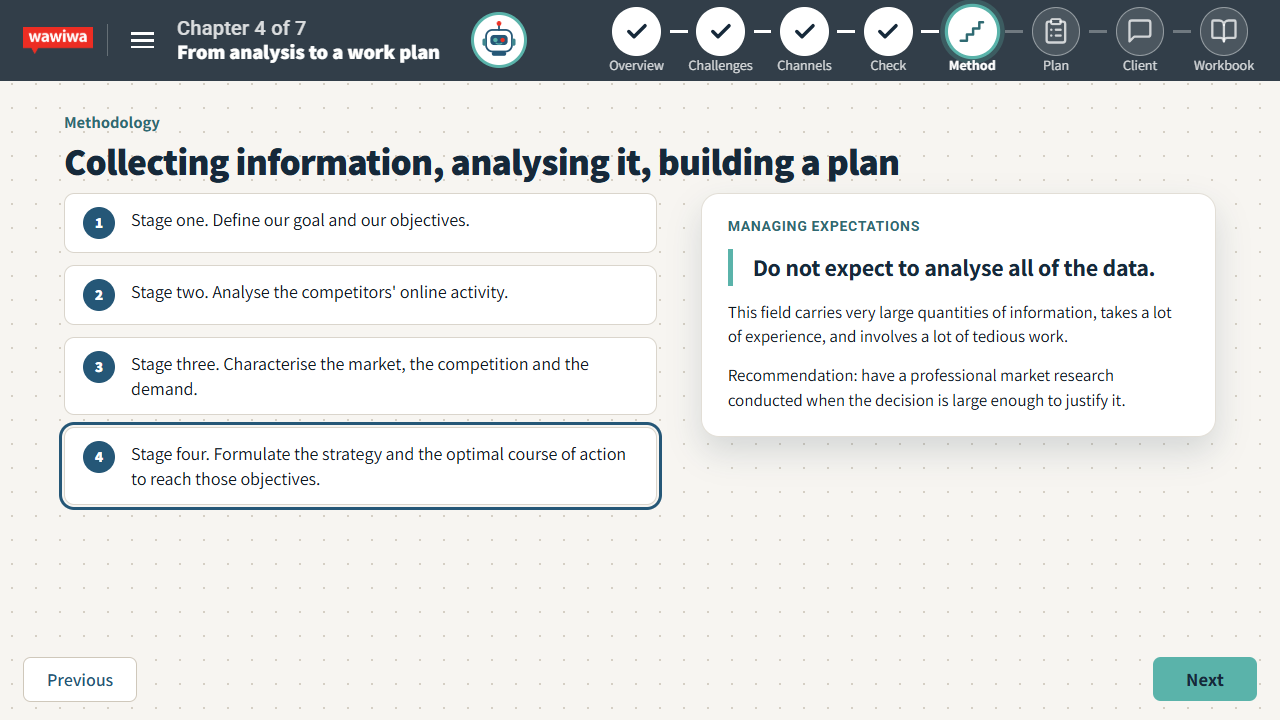 wawiwa
Chapter 4 of 7
From analysis to a work plan
Overview
Challenges
Channels
Check
Method
Plan
Client
Workbook
Methodology
Collecting information, analysing it, building a plan
1
Stage one. Define our goal and our objectives.
2
Stage two. Analyse the competitors' online activity.
3
Stage three. Characterise the market, the competition and the
demand.
4
Stage four. Formulate the strategy and the optimal course of action
to reach those objectives.
MANAGING EXPECTATIONS
Do not expect to analyse all of the data.
This field carries very large quantities of information, takes a lot
of experience, and involves a lot of tedious work.
Recommendation: have a professional market research
conducted when the decision is large enough to justify it.
Previous
Next